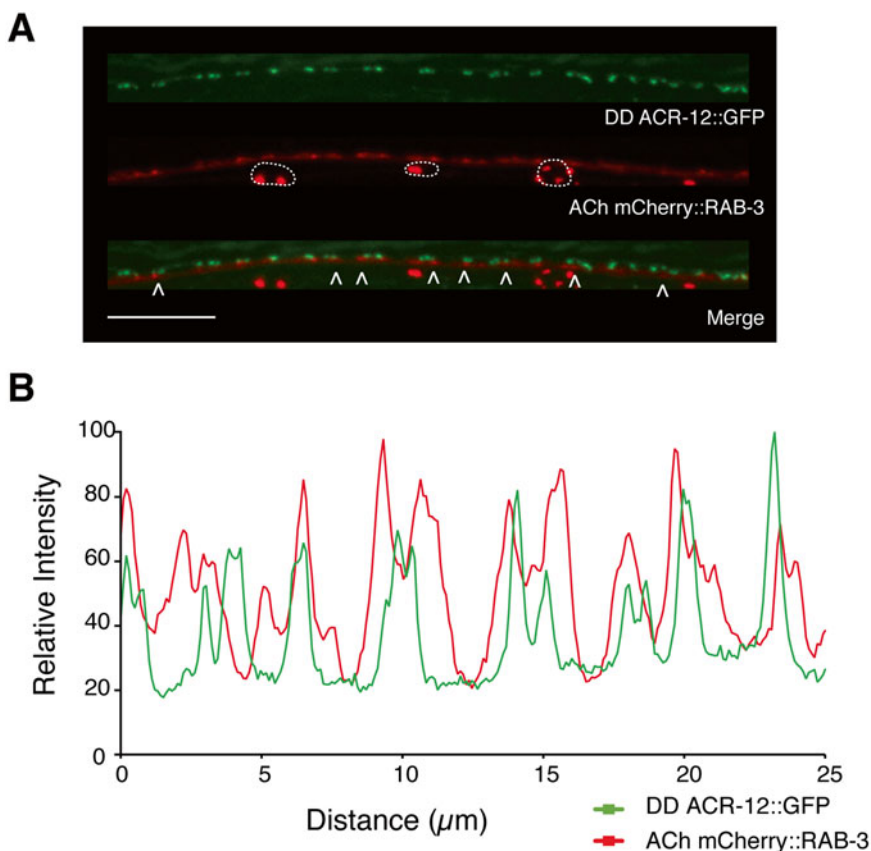 A
DD ACR-12::GFP
ACh mCherry::RAB-3
^ ^ ^ ^ ^ ^ ^ ^
Merge
B
Relative Intensity
100
80
60
40
20
0
0 5 10 15 20 25
Distance (µm)
DD ACR-12::GFP
ACh mCherry::RAB-3